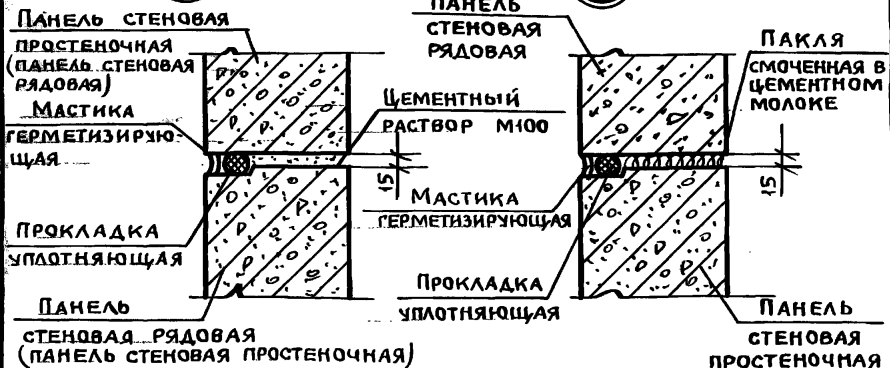 Панель стеновая
простеночная
(панель стеновая
рядовая)
Мастика
герметизирую-
щая
Прокладка
уплотняющая
Панель
стеновая рядовая
(панель стеновая простеночная)
Цементный
раствор М100
15
Панель
стеновая
рядовая
Пакля
смоченная в
цементном
молоке
Мастика
герметизирующая
15
Прокладка
уплотняющая
Панель
стеновая
простеночная